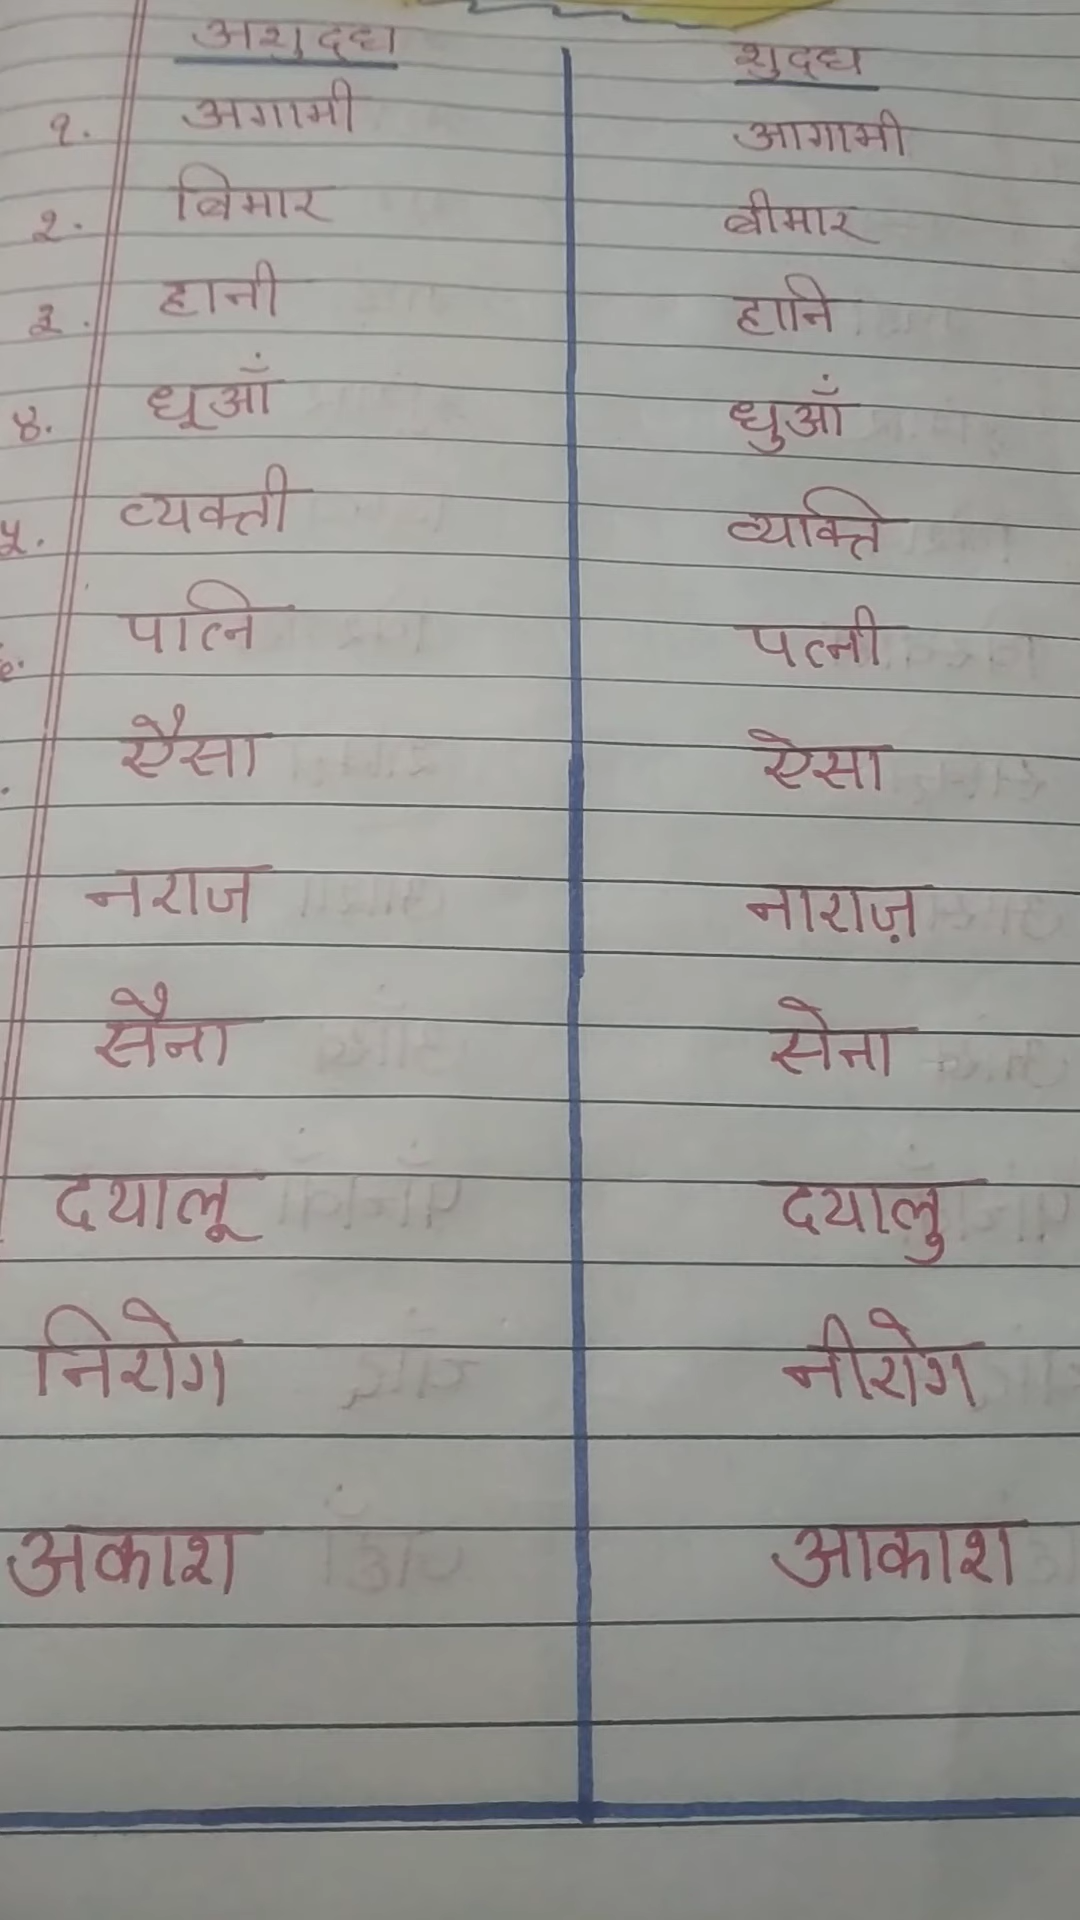 अशुद्ध शुद्ध
१. अगामी आगामी
२. बिमार बीमार
३. हानी हानि
४. धूआँ धुआँ
५. व्यक्ती व्यक्ति
पत्नि पत्नी
एैसा ऐसा
नराज नाराज़
सैना सेना
दयालू दयालु
निरोग नीरोग
अकाश आकाश